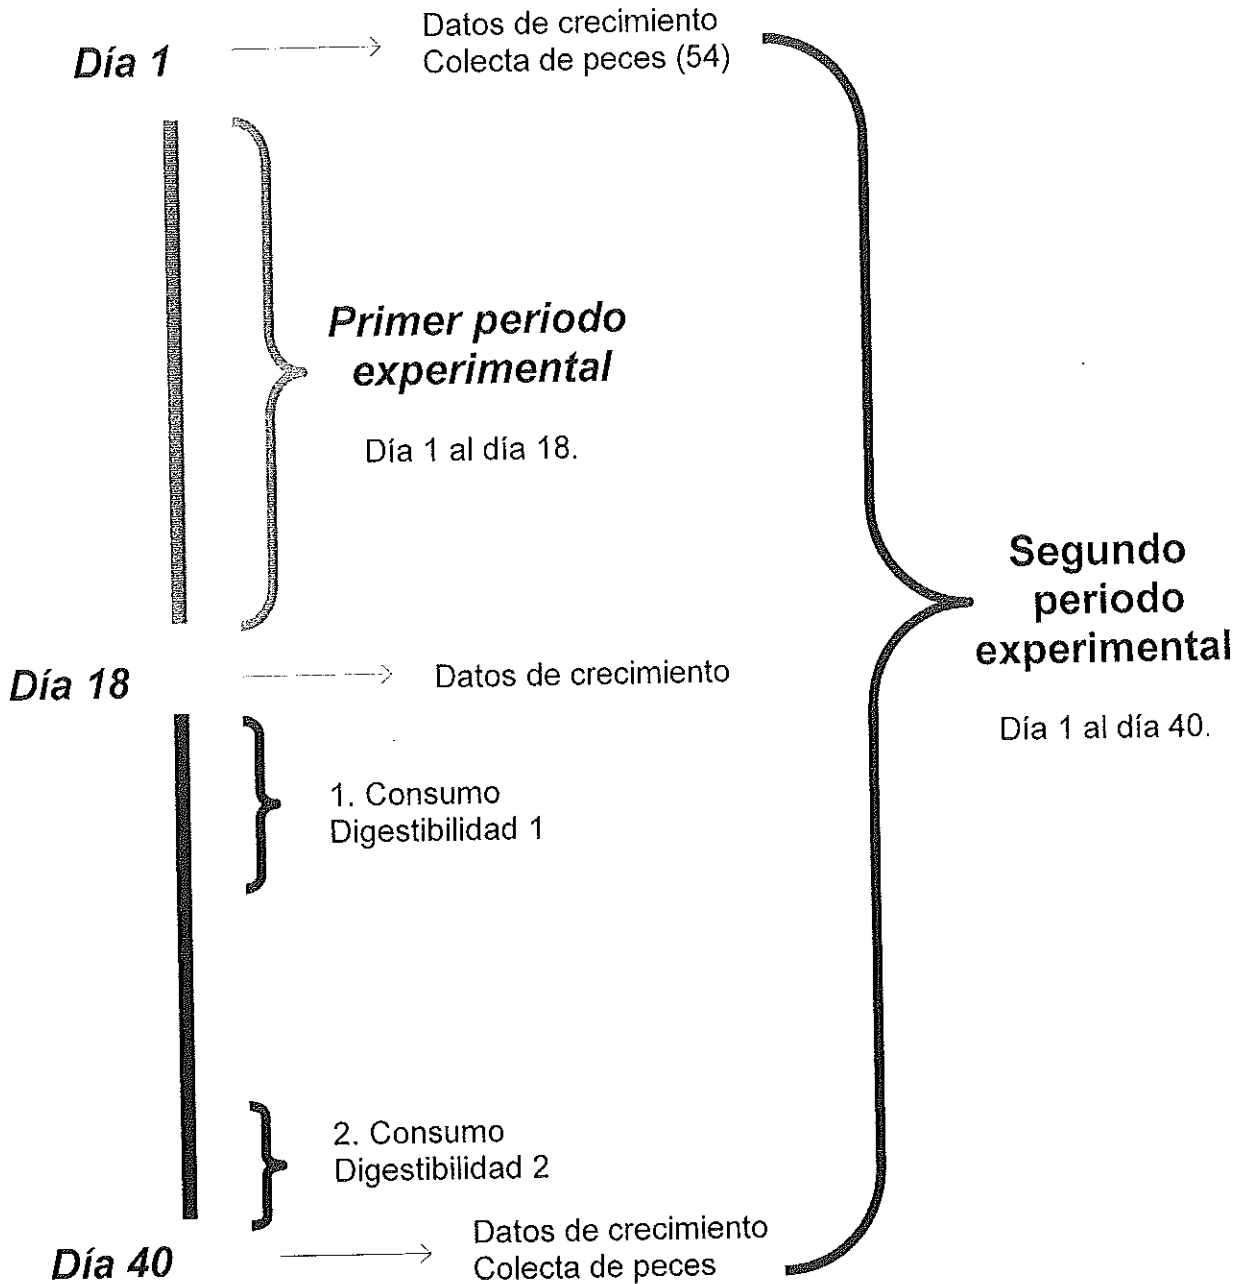 Día 1
Datos de crecimiento
Colecta de peces (54)
Primer periodo
experimental
Día 1 al día 18.
Segundo
periodo
experimental
Día 1 al día 40.
Día 18
Datos de crecimiento
1. Consumo
Digestibilidad 1
2. Consumo
Digestibilidad 2
Día 40
Datos de crecimiento
Colecta de peces